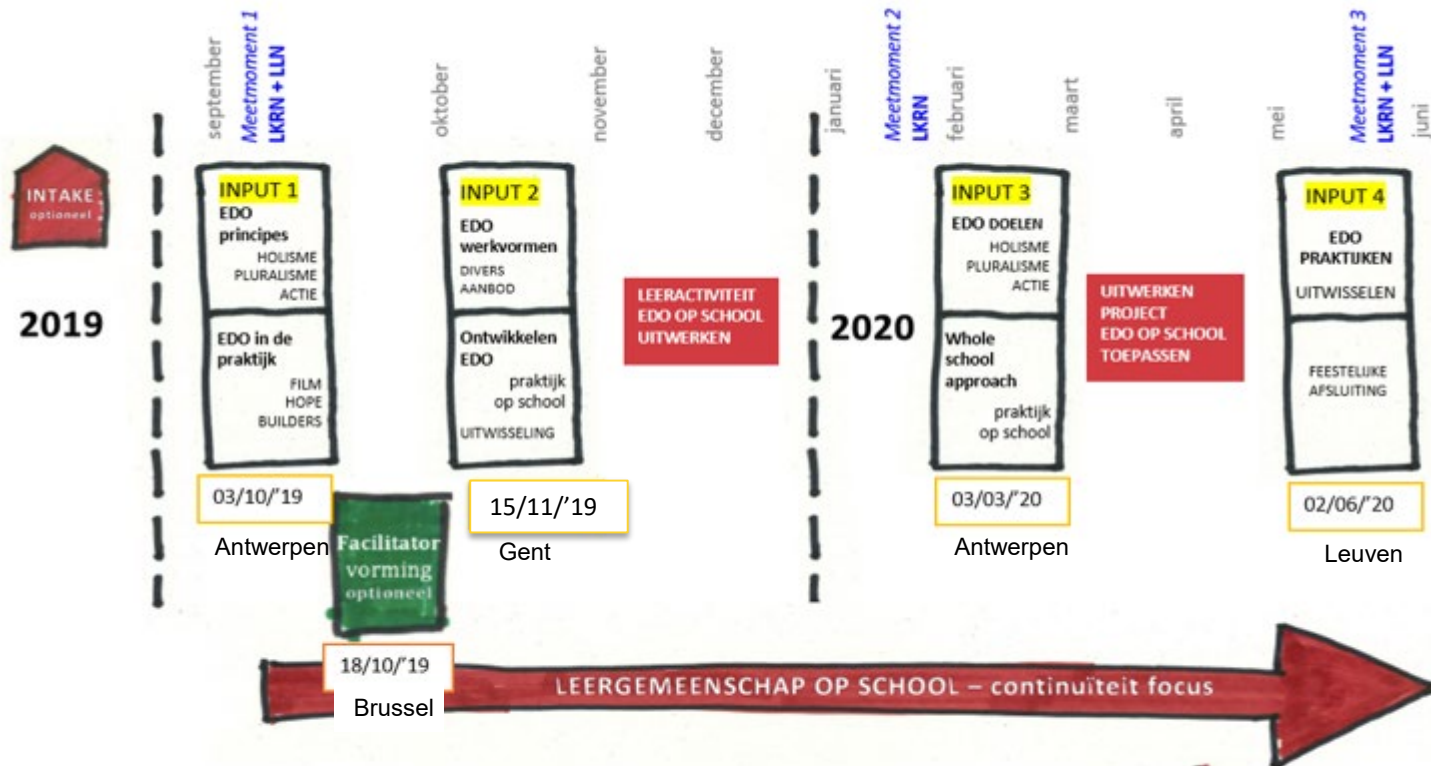 september
Meetmoment 1
LKRN + LLN
oktober
november
december
januari
Meetmoment 2
LKRN
februari
maart
april
mei
Meetmoment 3
LKRN + LLN
juni
INTAKE
optioneel
2019
INPUT 1
EDO
principes
HOLISME
PLURALISME
ACTIE
EDO in de
praktijk
FILM
HOPE
BUILDERS
03/10/'19
Antwerpen
Facilitator
vorming
optioneel
18/10/'19
Brussel
INPUT 2
EDO
werkvormen
DIVERS
AANBOD
Ontwikkelen
EDO
praktijk
op school
UITWISSELING
15/11/'19
Gent
LEERACTIVITEIT
EDO OP SCHOOL
UITWERKEN
2020
INPUT 3
EDO DOELEN
HOLISME
PLURALISME
ACTIE
Whole
school
approach
praktijk
op school
03/03/'20
Antwerpen
UITWERKEN
PROJECT
EDO OP SCHOOL
TOEPASSEN
INPUT 4
EDO
PRAKTIJKEN
UITWISSELEN
FEESTELIJKE
AFSLUITING
02/06/'20
Leuven
LEERGEMEENSCHAP OP SCHOOL – continuïteit focus